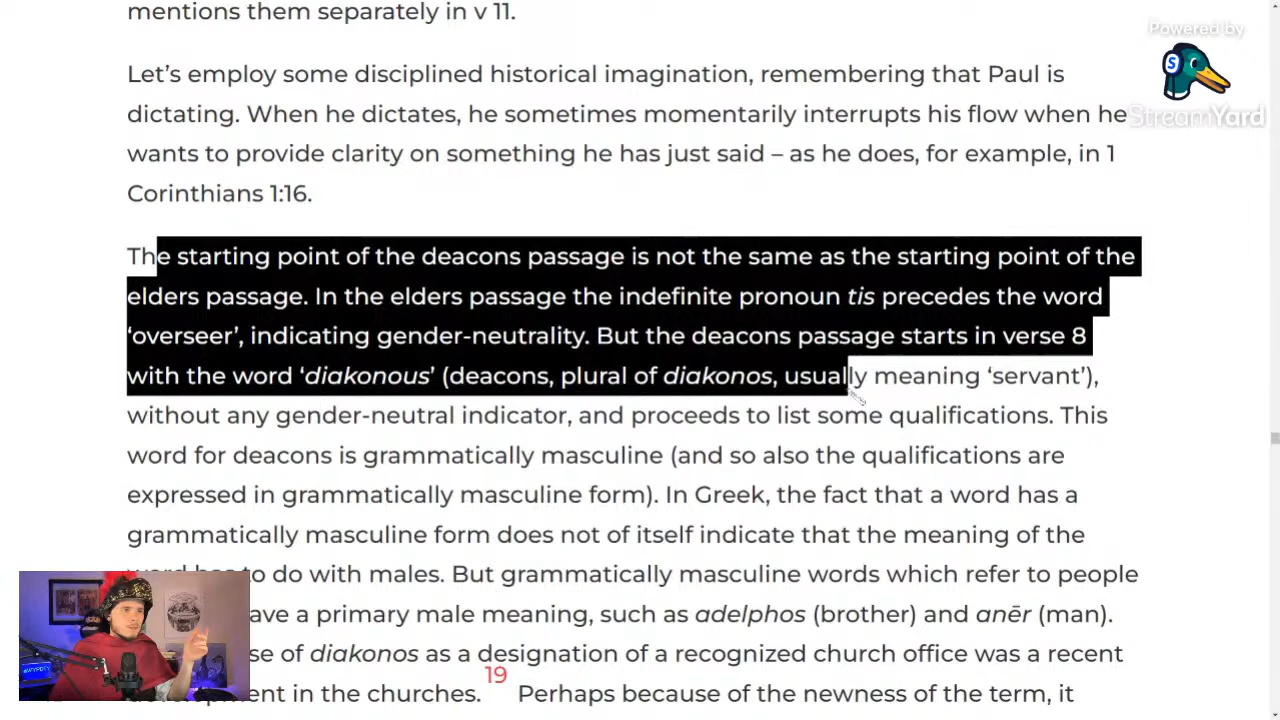 mentions them separately in v 11.
Powered by
StreamYard
Let’s employ some disciplined historical imagination, remembering that Paul is
dictating. When he dictates, he sometimes momentarily interrupts his flow when he
wants to provide clarity on something he has just said – as he does, for example, in 1
Corinthians 1:16.
The starting point of the deacons passage is not the same as the starting point of the
elders passage. In the elders passage the indefinite pronoun tis precedes the word
‘overseer’, indicating gender-neutrality. But the deacons passage starts in verse 8
with the word ‘diakonous’ (deacons, plural of diakonos, usually meaning ‘servant’),
without any gender-neutral indicator, and proceeds to list some qualifications. This
word for deacons is grammatically masculine (and so also the qualifications are
expressed in grammatically masculine form). In Greek, the fact that a word has a
grammatically masculine form does not of itself indicate that the meaning of the
to do with males. But grammatically masculine words which refer to people
ave a primary male meaning, such as adelphos (brother) and anēr (man).
se of diakonos as a designation of a recognized church office was a recent
ent in the churches. 19 Perhaps because of the newness of the term, it